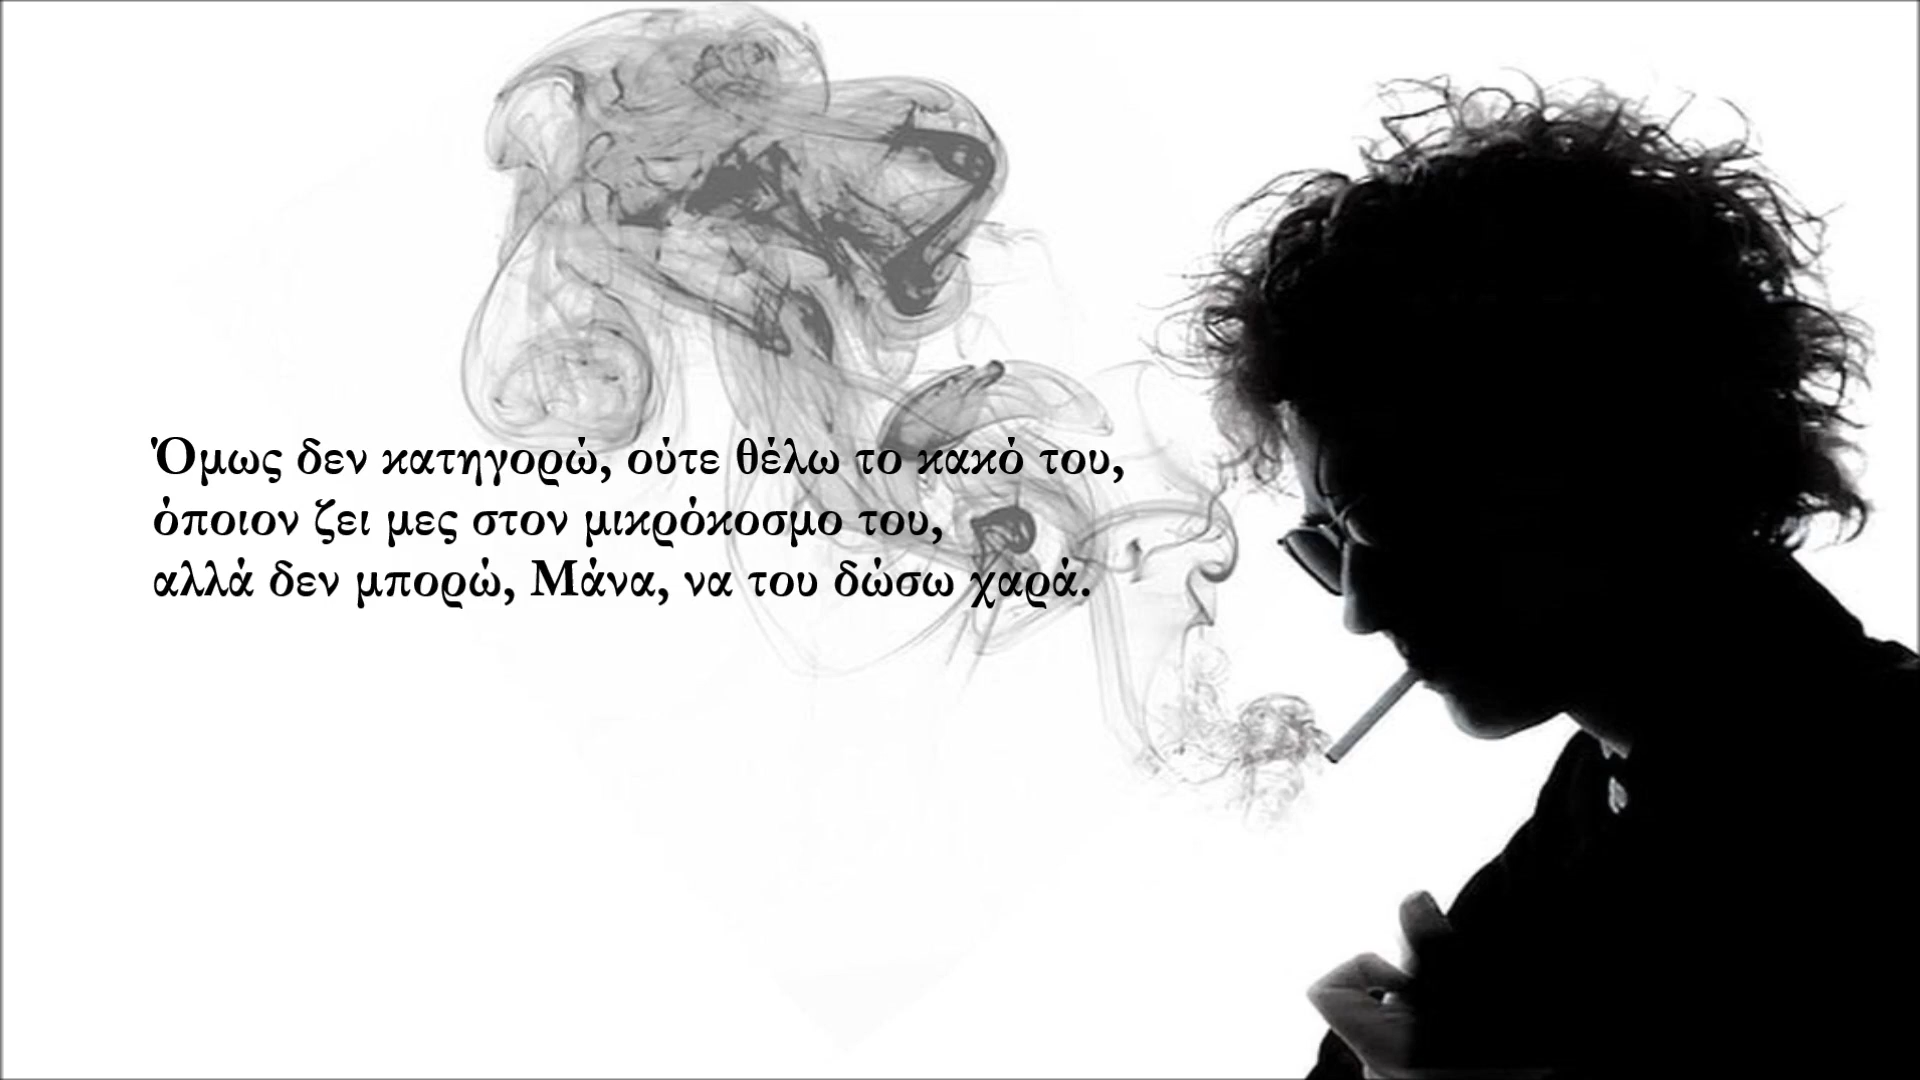 Όμως δεν κατηγορώ, ούτε θέλω το κακό του,
όποιον ζει μες στον μικρόκοσμο του,
αλλά δεν μπορώ, Μάνα, να του δώσω χαρά.